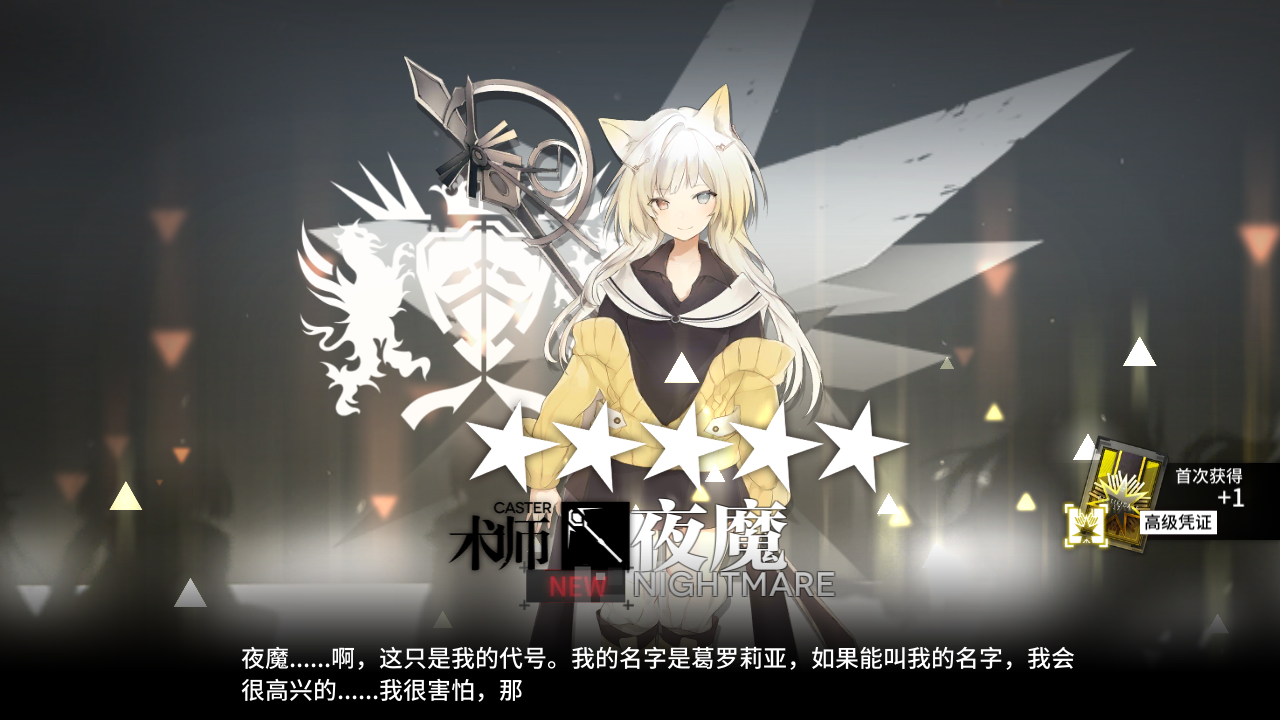 首次获得
+1
高级凭证
CASTER
术师
夜魔
NEW
NIGHTMARE
夜魔......啊，这只是我的代号。我的名字是葛罗莉亚，如果能叫我的名字，我会
很高兴的......我很害怕，那